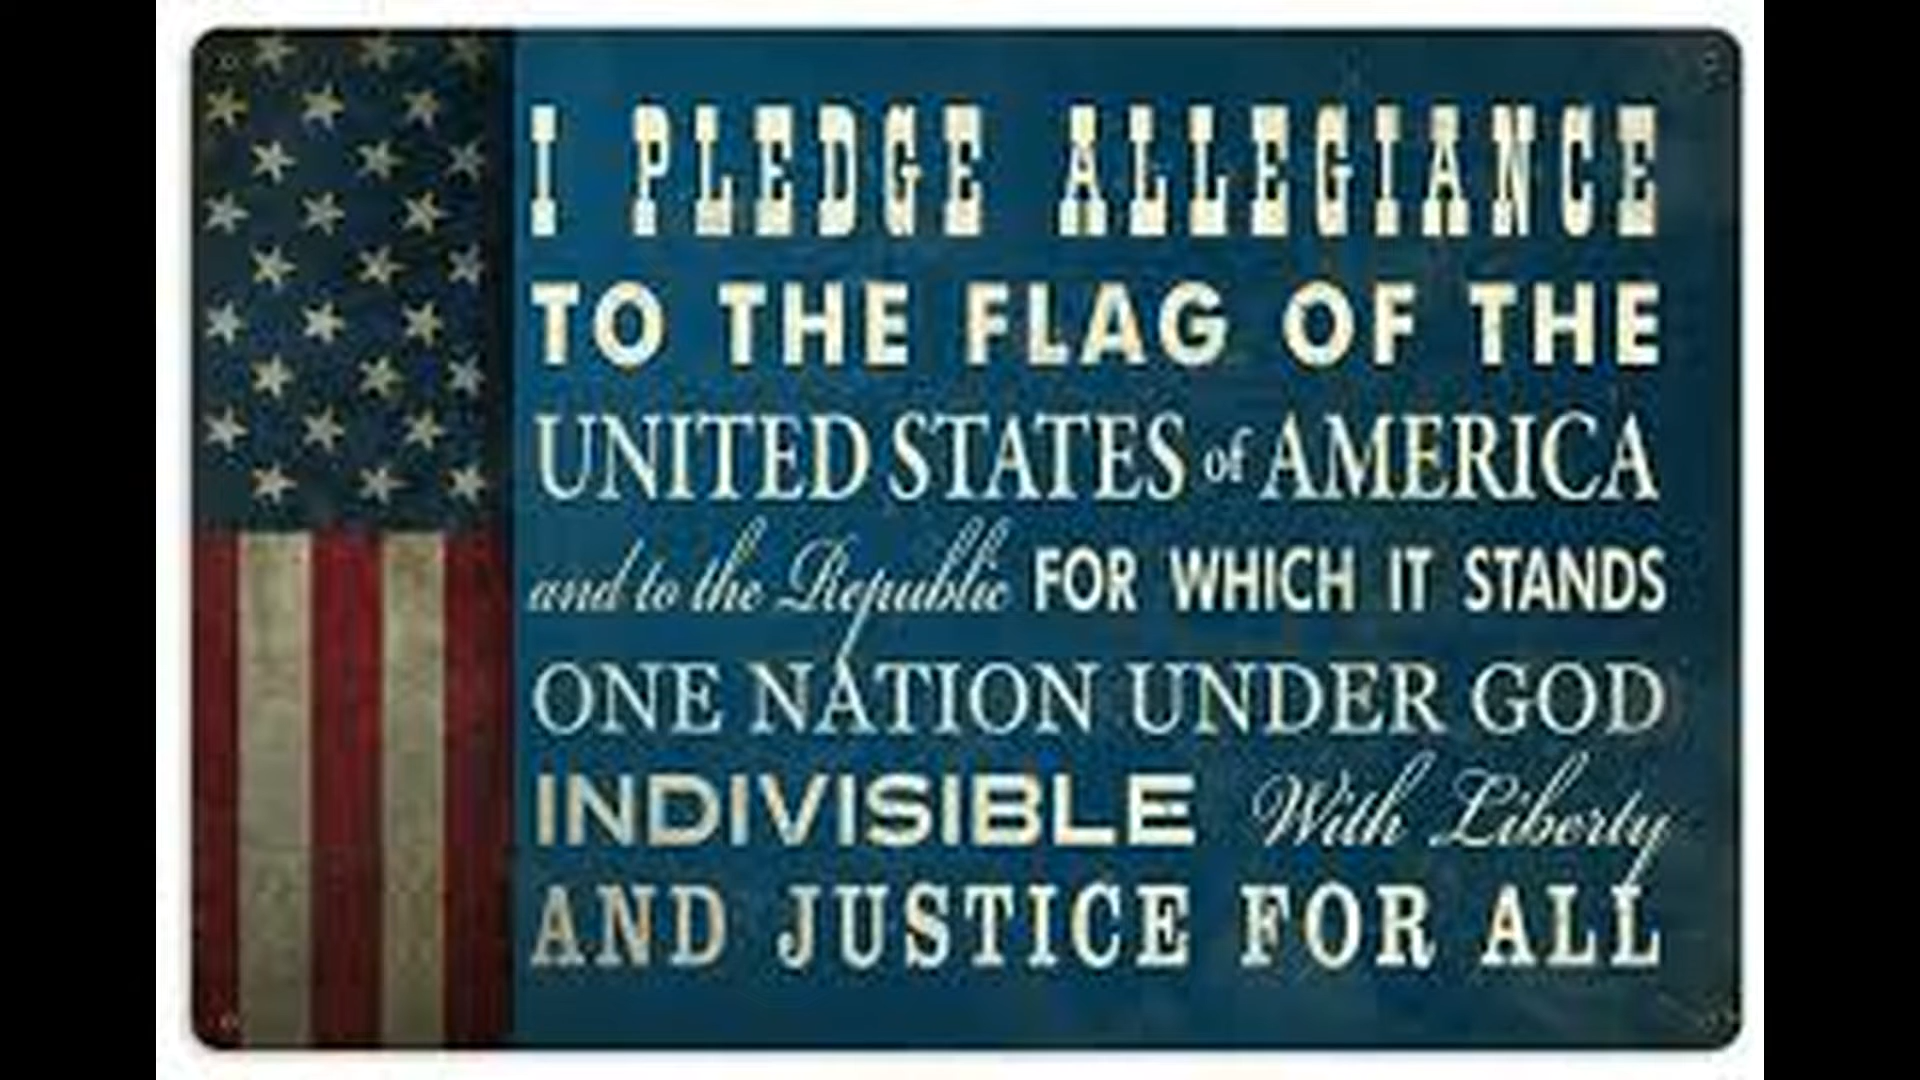 I PLEDGE ALLEGIANCE
TO THE FLAG OF THE
UNITED STATES of AMERICA
and to the Republic FOR WHICH IT STANDS
ONE NATION UNDER GOD
INDIVISIBLE With Liberty
AND JUSTICE FOR ALL